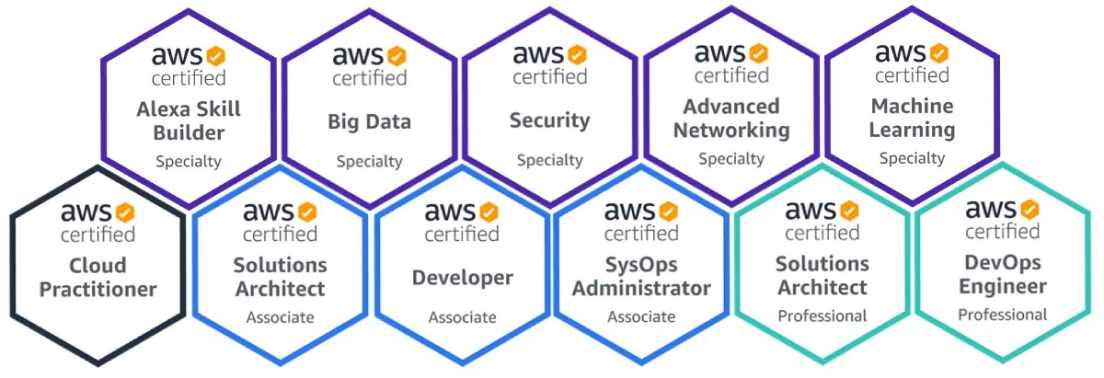 aws
certified
Alexa Skill
Builder
Specialty
aws
certified
Big Data
Specialty
aws
certified
Security
Specialty
aws
certified
Advanced
Networking
Specialty
aws
certified
Machine
Learning
Specialty
aws
certified
Cloud
Practitioner
aws
certified
Solutions
Architect
Associate
aws
certified
Developer
Associate
aws
certified
SysOps
Administrator
Associate
aws
certified
Solutions
Architect
Professional
aws
certified
DevOps
Engineer
Professional